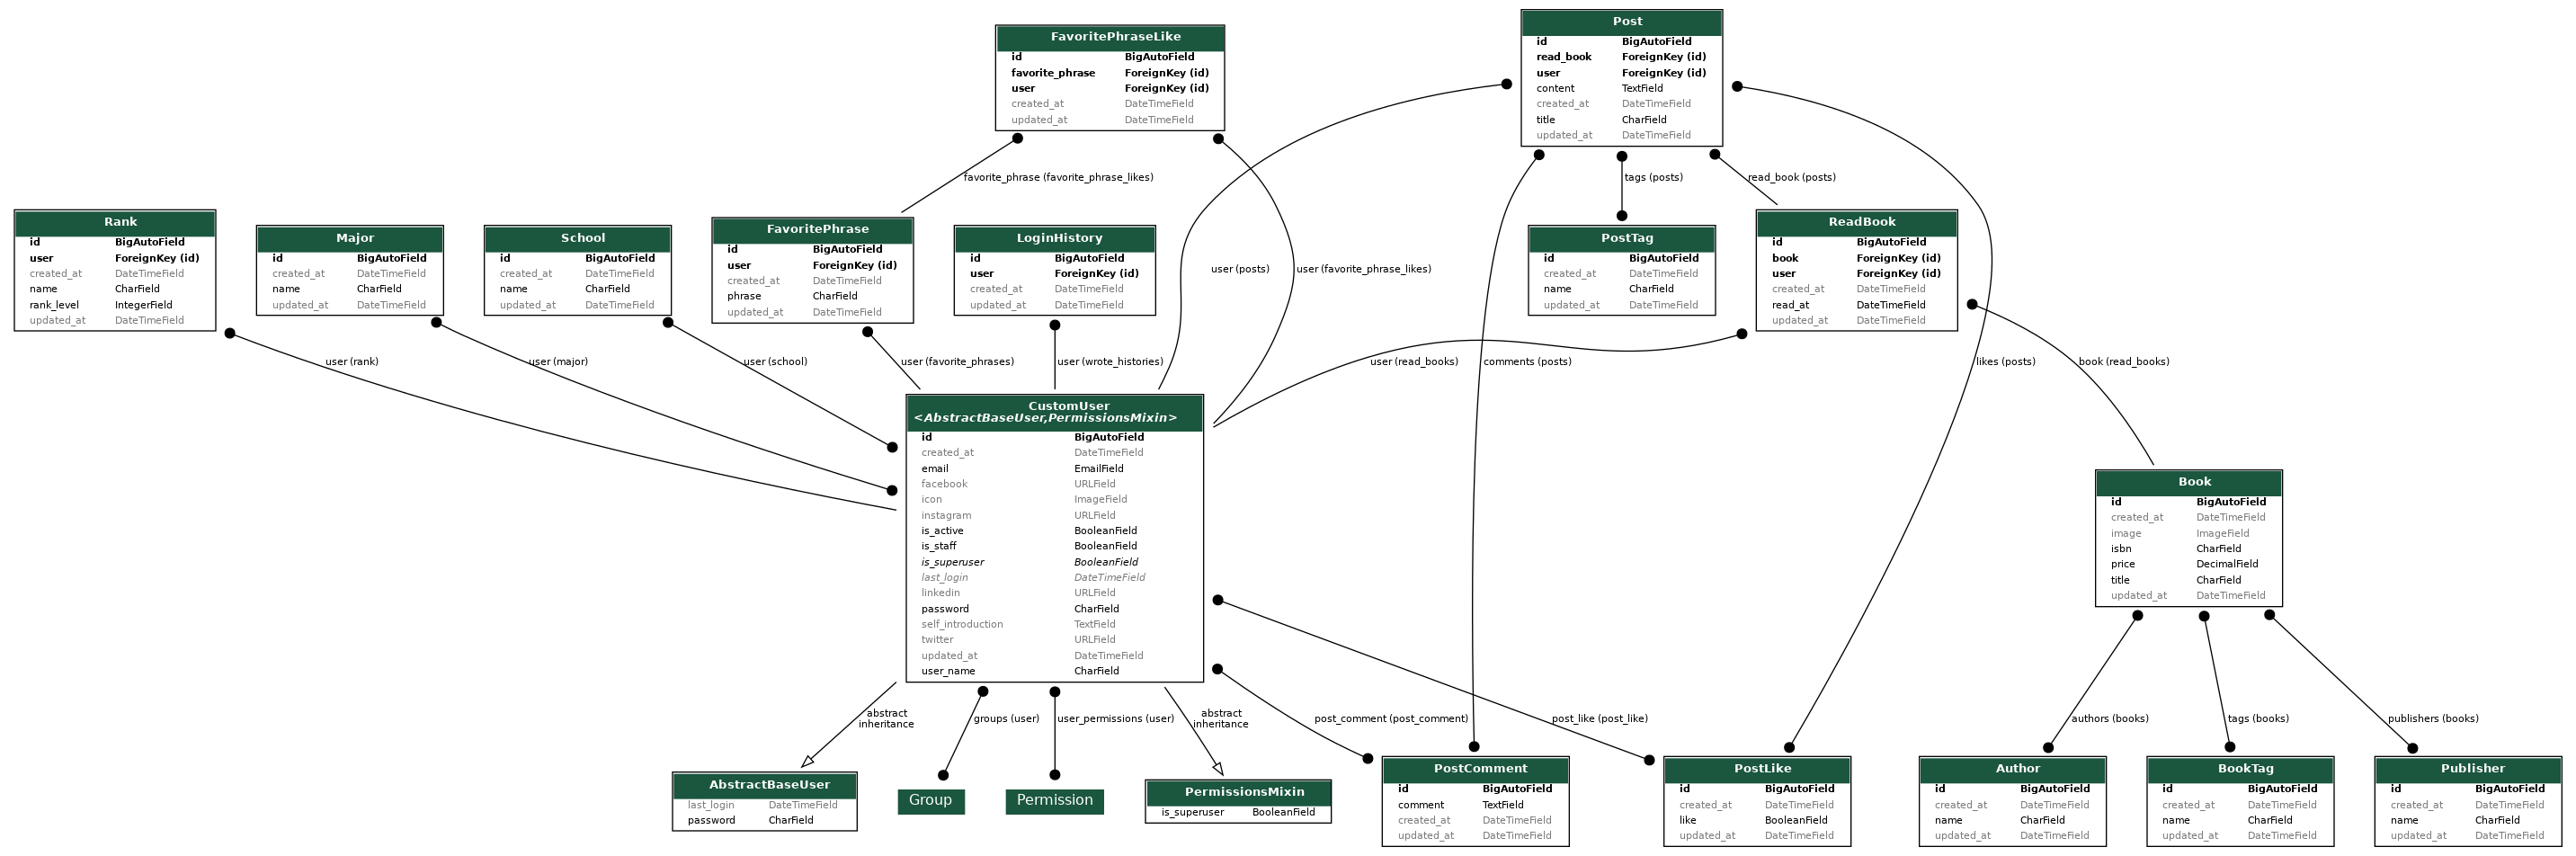 FavoritePhraseLike
id BigAutoField
favorite_phrase ForeignKey (id)
user ForeignKey (id)
created_at DateTimeField
updated_at DateTimeField
Post
id BigAutoField
read_book ForeignKey (id)
user ForeignKey (id)
content TextField
created_at DateTimeField
title CharField
updated_at DateTimeField
favorite_phrase (favorite_phrase_likes)
tags (posts)
read_book (posts)
Rank
id BigAutoField
user ForeignKey (id)
created_at DateTimeField
name CharField
rank_level IntegerField
updated_at DateTimeField
Major
id BigAutoField
created_at DateTimeField
name CharField
updated_at DateTimeField
School
id BigAutoField
created_at DateTimeField
name CharField
updated_at DateTimeField
FavoritePhrase
id BigAutoField
user ForeignKey (id)
created_at DateTimeField
phrase CharField
updated_at DateTimeField
LoginHistory
id BigAutoField
user ForeignKey (id)
created_at DateTimeField
updated_at DateTimeField
user (posts)
user (favorite_phrase_likes)
PostTag
id BigAutoField
created_at DateTimeField
name CharField
updated_at DateTimeField
ReadBook
id BigAutoField
book ForeignKey (id)
user ForeignKey (id)
created_at DateTimeField
read_at DateTimeField
updated_at DateTimeField
user (rank)
user (major)
user (school)
user (favorite_phrases)
user (wrote_histories)
user (read_books)
comments (posts)
likes (posts)
book (read_books)
CustomUser
<AbstractBaseUser,PermissionsMixin>
id BigAutoField
created_at DateTimeField
email EmailField
facebook URLField
icon ImageField
instagram URLField
is_active BooleanField
is_staff BooleanField
is_superuser BooleanField
last_login DateTimeField
linkedin URLField
password CharField
self_introduction TextField
twitter URLField
updated_at DateTimeField
user_name CharField
Book
id BigAutoField
created_at DateTimeField
image ImageField
isbn CharField
price DecimalField
title CharField
updated_at DateTimeField
abstract
inheritance
groups (user)
user_permissions (user)
abstract
inheritance
post_comment (post_comment)
post_like (post_like)
authors (books)
tags (books)
publishers (books)
AbstractBaseUser
last_login DateTimeField
password CharField
Group
Permission
PermissionsMixin
is_superuser BooleanField
PostComment
id BigAutoField
comment TextField
created_at DateTimeField
updated_at DateTimeField
PostLike
id BigAutoField
created_at DateTimeField
like BooleanField
updated_at DateTimeField
Author
id BigAutoField
created_at DateTimeField
name CharField
updated_at DateTimeField
BookTag
id BigAutoField
created_at DateTimeField
name CharField
updated_at DateTimeField
Publisher
id BigAutoField
created_at DateTimeField
name CharField
updated_at DateTimeField